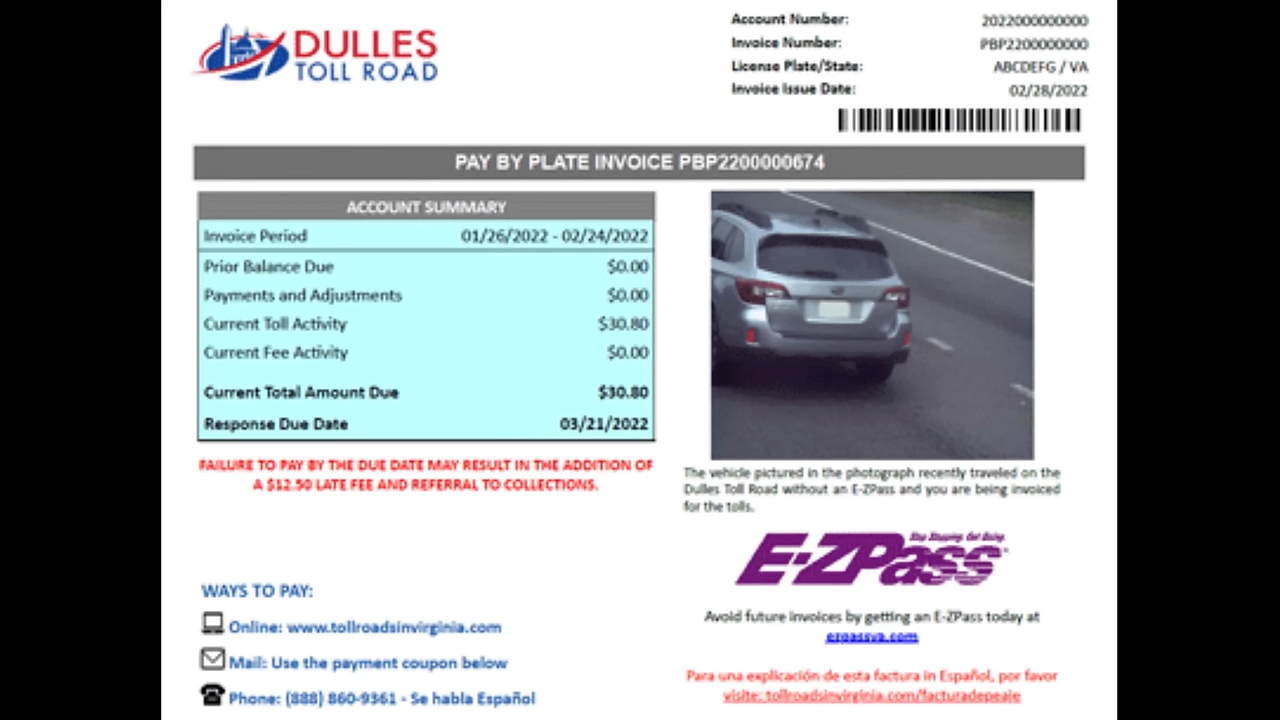 DULLES
TOLL ROAD
Account Number: 2022000000000
Invoice Number: PBP2200000000
License Plate/State: ABCDEFG / VA
Invoice Issue Date: 02/28/2022
PAY BY PLATE INVOICE PBP2200000674
ACCOUNT SUMMARY
Invoice Period 01/26/2022 - 02/24/2022
Prior Balance Due $0.00
Payments and Adjustments $0.00
Current Toll Activity $30.80
Current Fee Activity $0.00
Current Total Amount Due $30.80
Response Due Date 03/21/2022
FAILURE TO PAY BY THE DUE DATE MAY RESULT IN THE ADDITION OF
A $12.50 LATE FEE AND REFERRAL TO COLLECTIONS.
WAYS TO PAY:
Online: www.tollroadsinvirginia.com
Mail: Use the payment coupon below
Phone: (888) 860-9361 - Se habla Español
The vehicle pictured in the photograph recently traveled on the
Dulles Toll Road without an E-ZPass and you are being invoiced
for the tolls.
Stop Stopping. Get Going.
E-ZPass
Avoid future invoices by getting an E-ZPass today at
ezpassva.com
Para una explicación de esta factura in Español, por favor
visite: tollroadsinvirginia.com/facturadepeaje